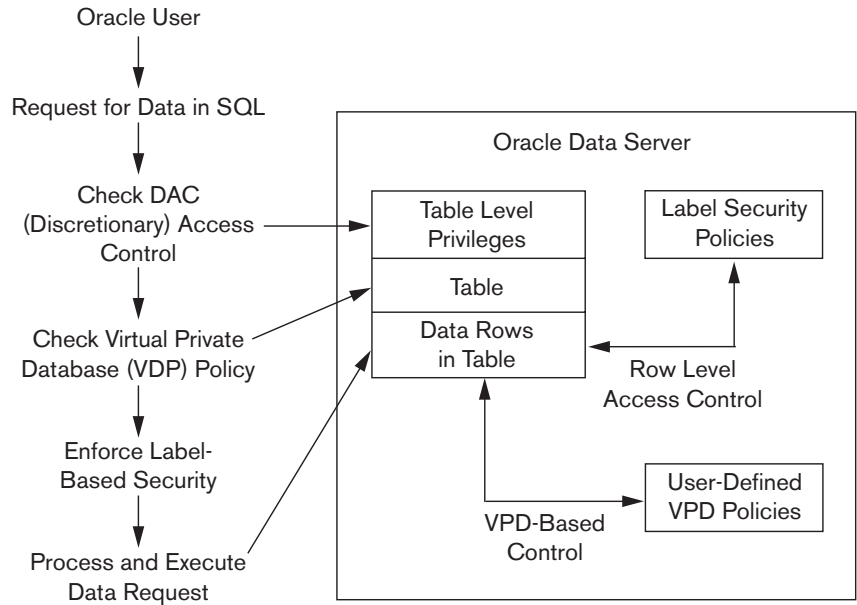 Oracle User
Request for Data in SQL
Check DAC
(Discretionary) Access
Control
Check Virtual Private
Database (VDP) Policy
Enforce Label-
Based Security
Process and Execute
Data Request
Oracle Data Server
Table Level
Privileges
Table
Data Rows
in Table
Label Security
Policies
Row Level
Access Control
User-Defined
VPD Policies
VPD-Based
Control